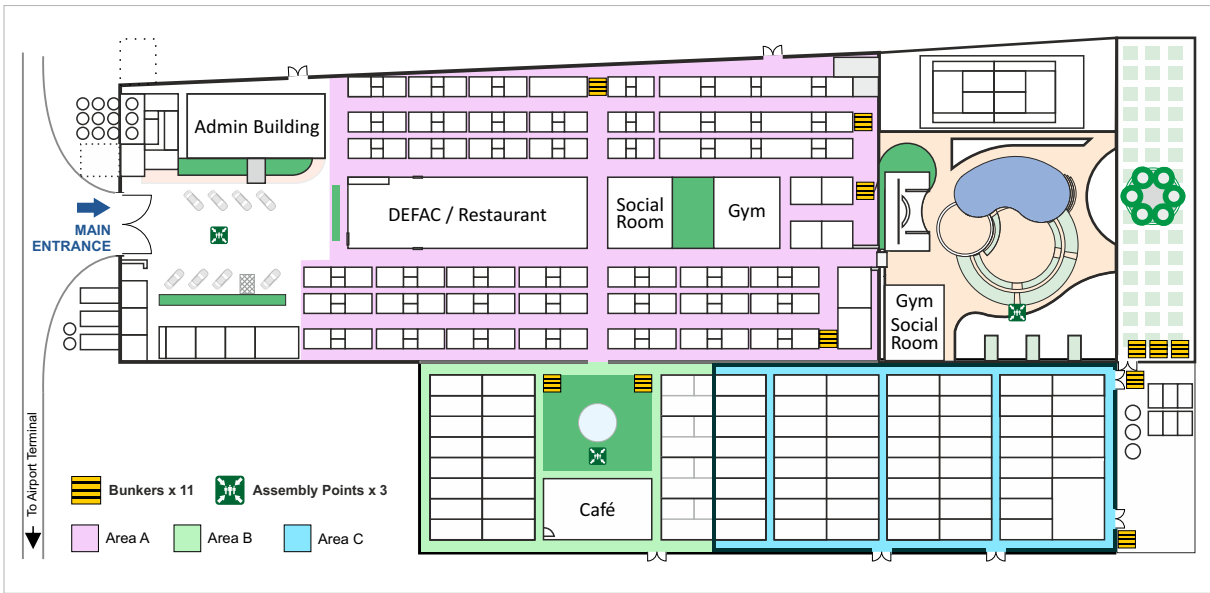 Admin Building
MAIN
ENTRANCE
DEFAC / Restaurant
Social
Room
Gym
Gym
Social
Room
Café
To Airport Terminal
Bunkers x 11
Assembly Points x 3
Area A
Area B
Area C